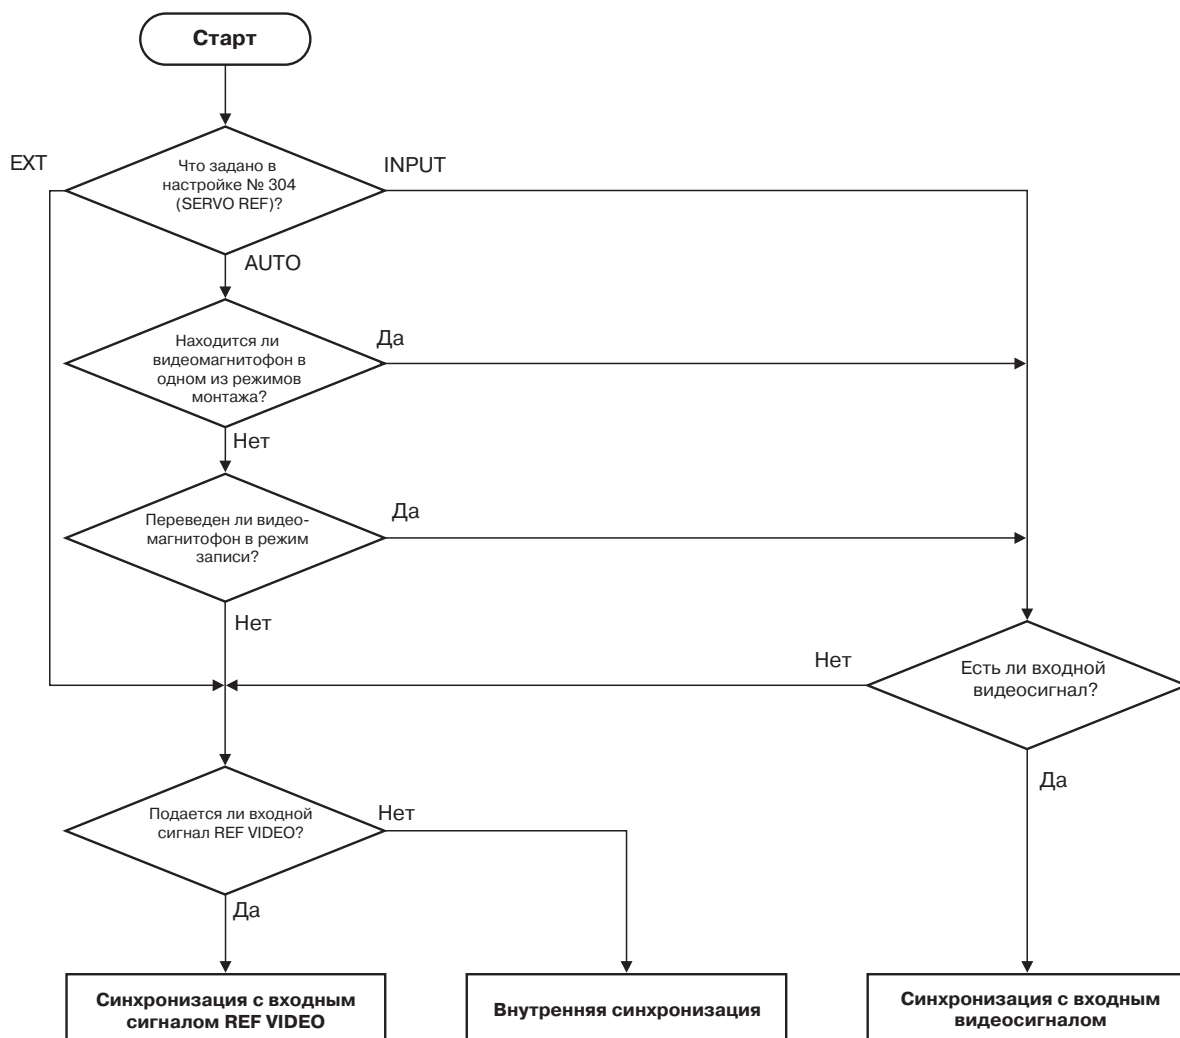 Старт
EXT
Что задано в
настройке № 304
(SERVO REF)?
INPUT
AUTO
Находится ли
видеомагнитофон в
одном из режимов
монтажа?
Да
Нет
Переведен ли видео-
магнитофон в режим
записи?
Да
Нет
Нет
Есть ли входной
видеосигнал?
Да
Подается ли входной
сигнал REF VIDEO?
Нет
Да
Синхронизация с входным
сигналом REF VIDEO
Внутренняя синхронизация
Синхронизация с входным
видеосигналом